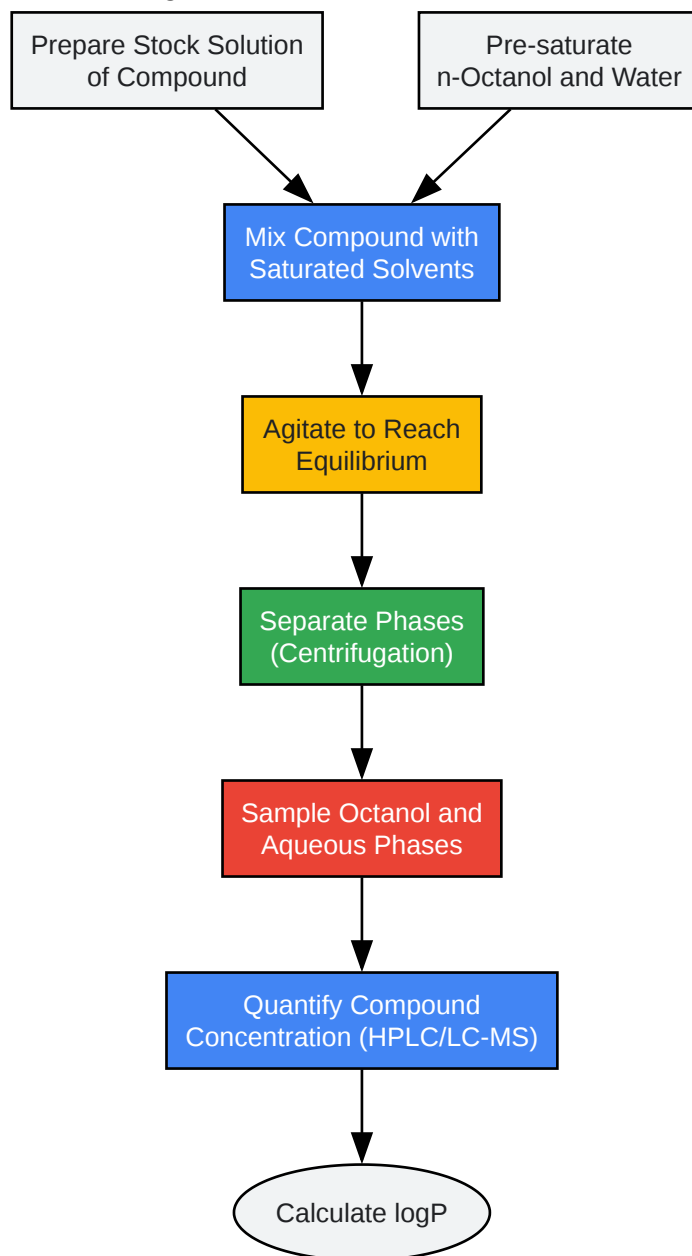 Prepare Stock Solution
of Compound
Pre-saturate
n-Octanol and Water
Mix Compound with
Saturated Solvents
Agitate to Reach
Equilibrium
Separate Phases
(Centrifugation)
Sample Octanol and
Aqueous Phases
Quantify Compound
Concentration (HPLC/LC-MS)
Calculate logP